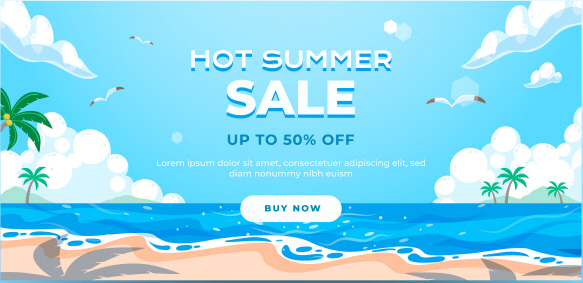 HOT SUMMER
SALE
UP TO 50% OFF
Lorem ipsum dolor sit amet, consectetuer adipiscing elit, sed
diam nonummy nibh euism
BUY NOW